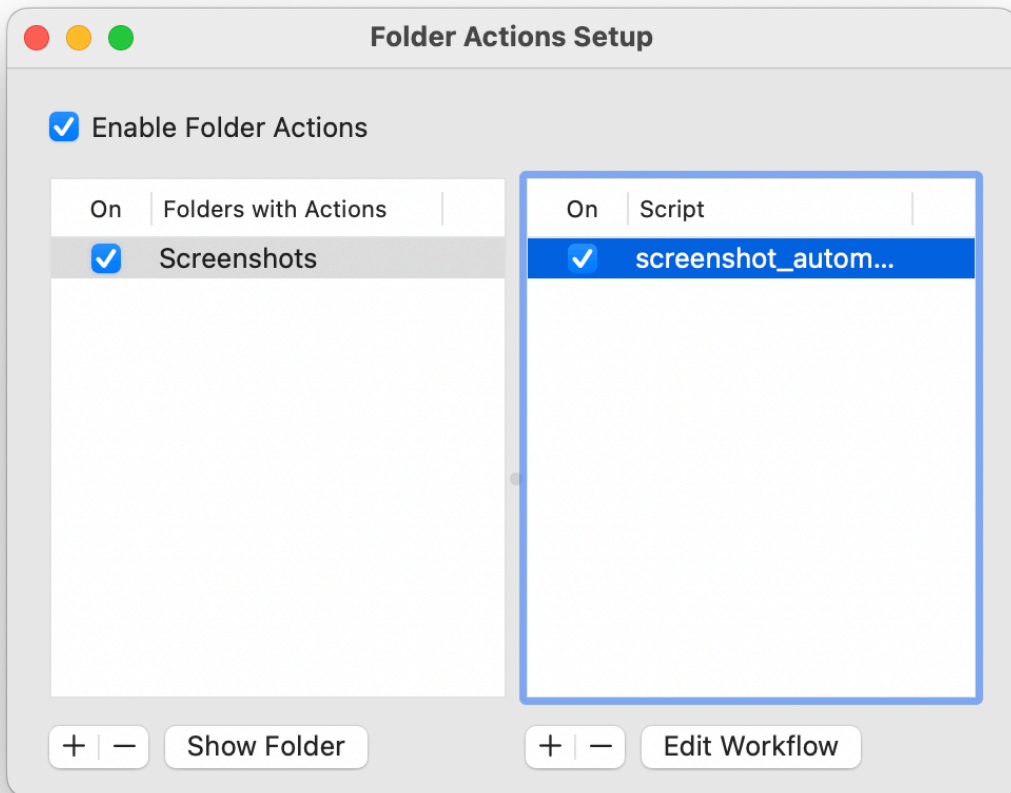 Folder Actions Setup
Enable Folder Actions
On Folders with Actions
Screenshots
On Script
screenshot_autom...
+ − Show Folder
+ − Edit Workflow